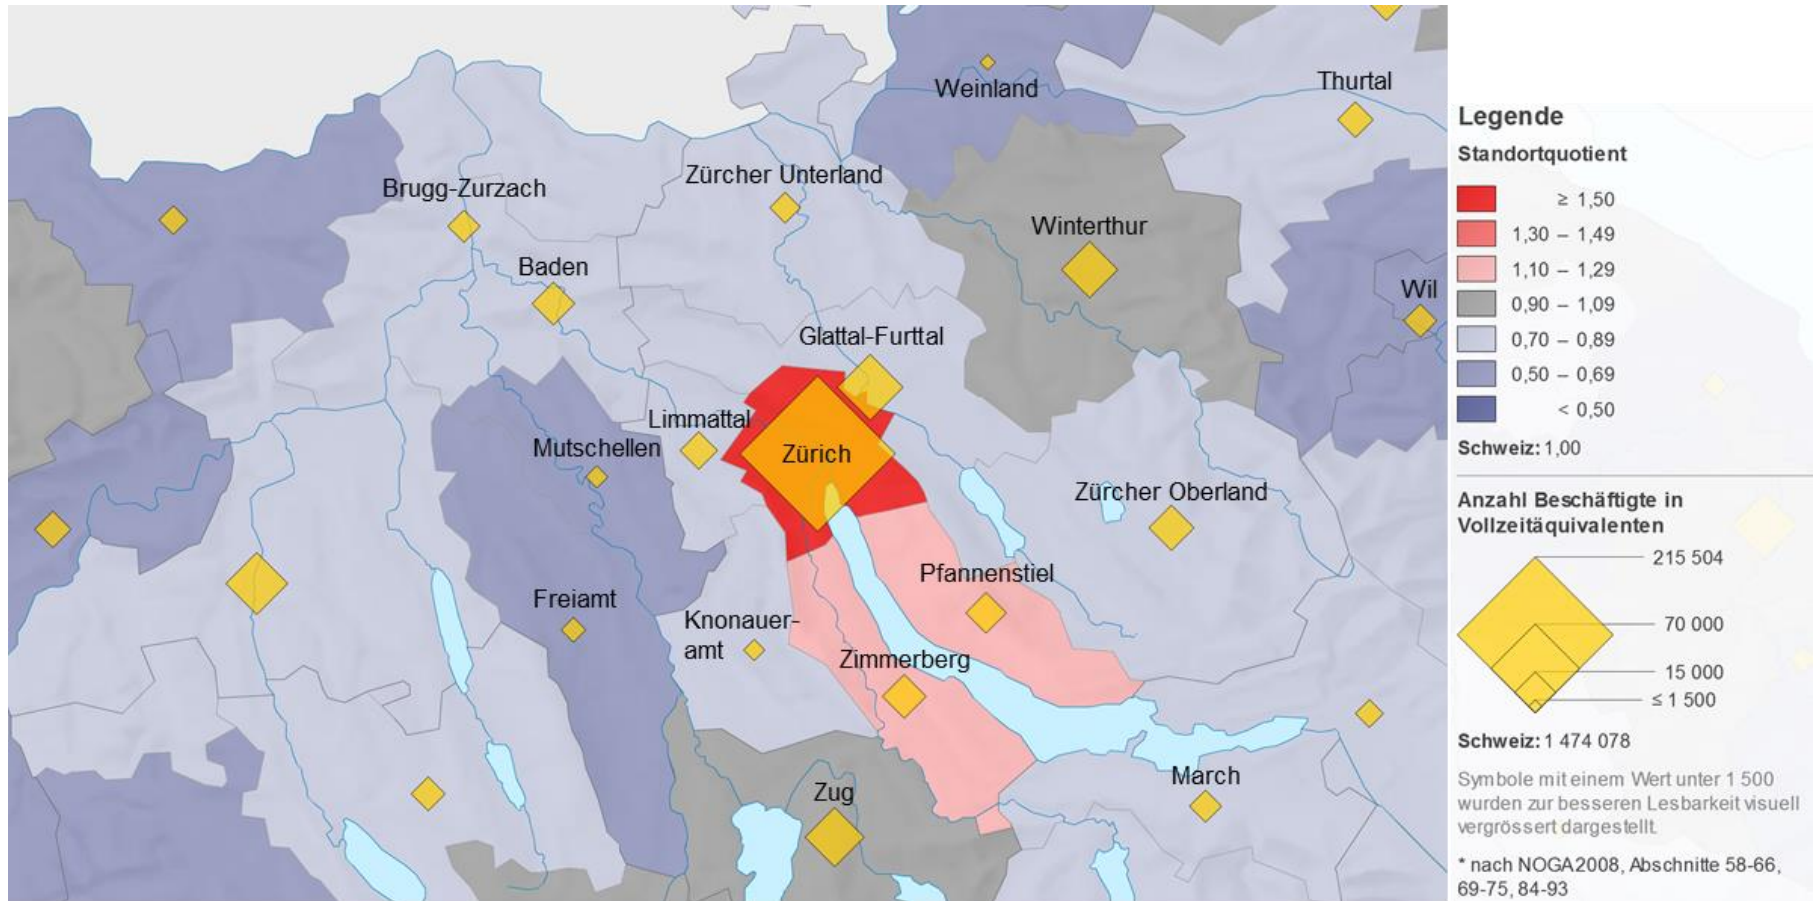 Weinland
Thurtal
Brugg-Zurzach
Zürcher Unterland
Winterthur
Baden
Wil
Glattal-Furttal
Limmattal
Mutschellen
Zürich
Zürcher Oberland
Pfannenstiel
Freiamt
Knonauer-
amt
Zimmerberg
March
Zug
Legende
Standortquotient
≥ 1,50
1,30 – 1,49
1,10 – 1,29
0,90 – 1,09
0,70 – 0,89
0,50 – 0,69
< 0,50
Schweiz: 1,00
Anzahl Beschäftigte in
Vollzeitäquivalenten
215 504
70 000
15 000
≤ 1 500
Schweiz: 1 474 078
Symbole mit einem Wert unter 1 500
wurden zur besseren Lesbarkeit visuell
vergrössert dargestellt.
* nach NOGA2008, Abschnitte 58-66,
69-75, 84-93